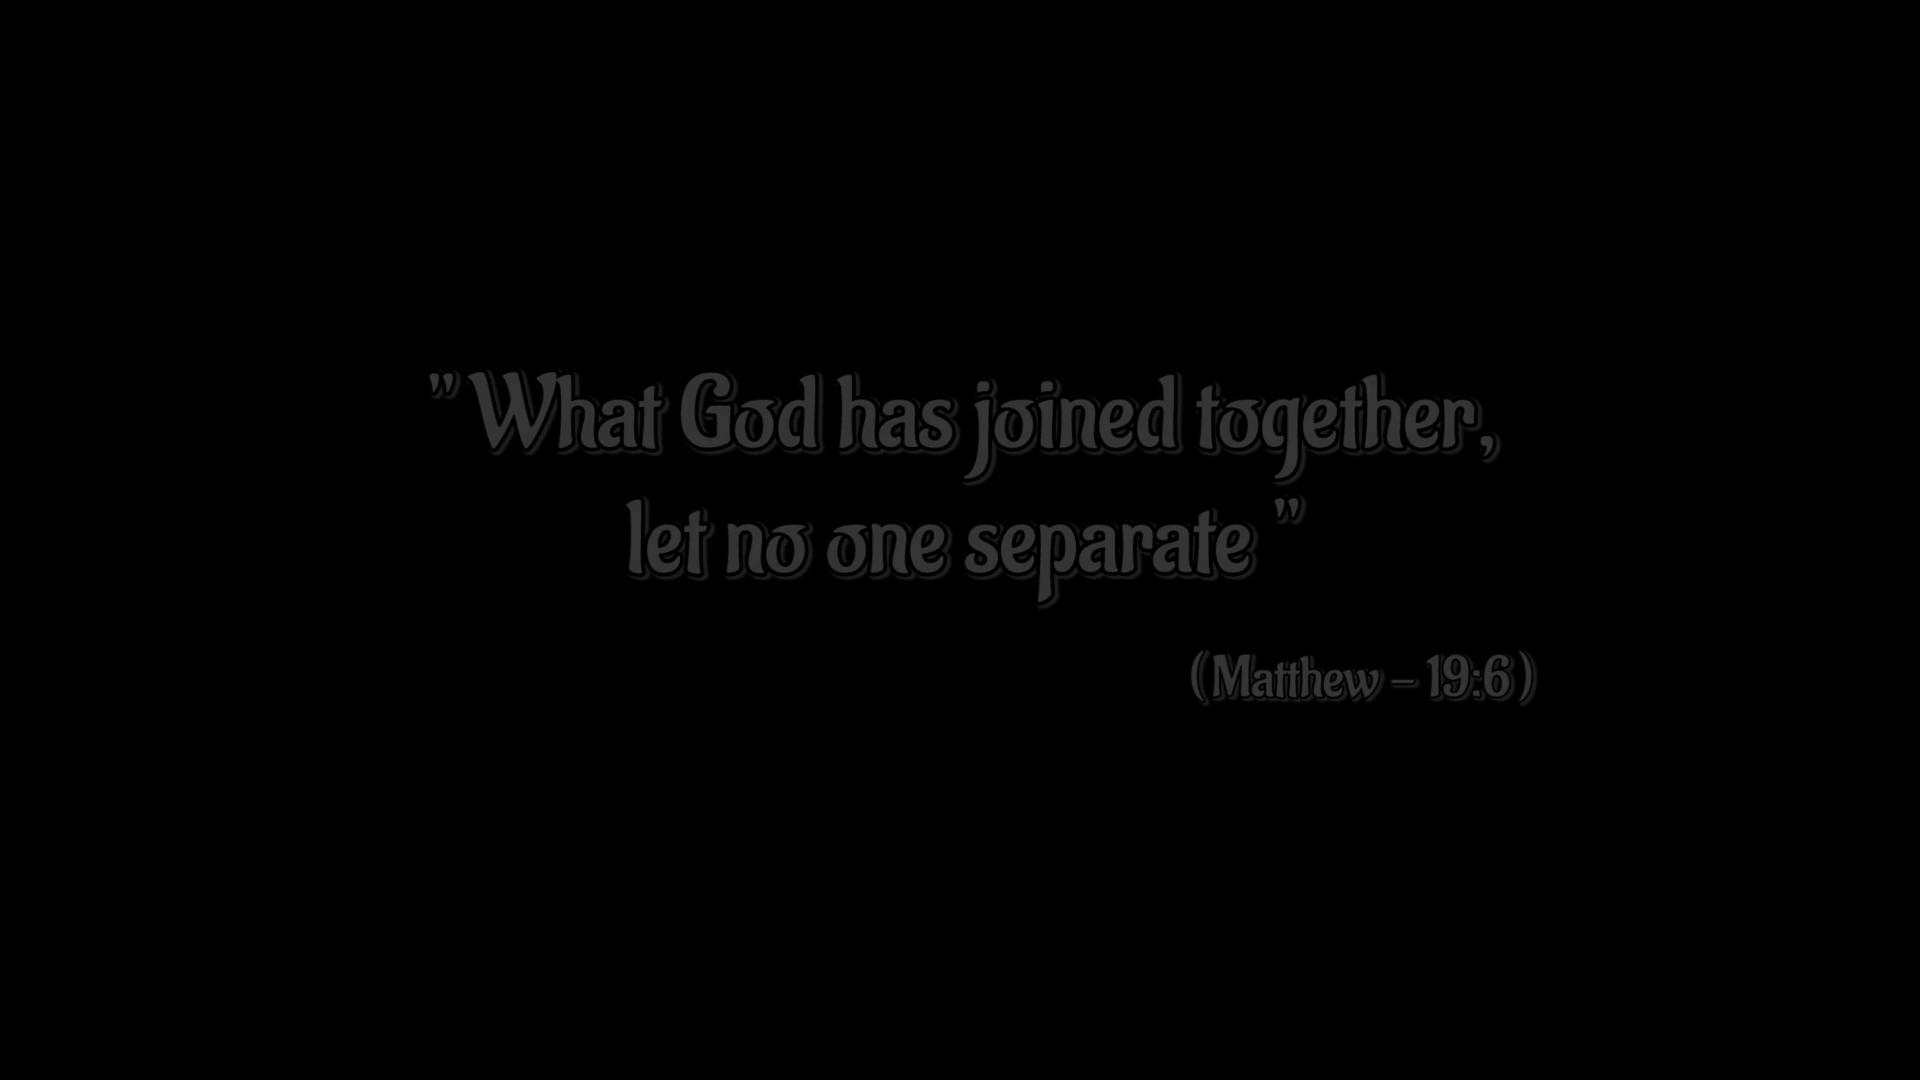 "What God has joined together,
let no one separate"
(Matthew - 19:6)